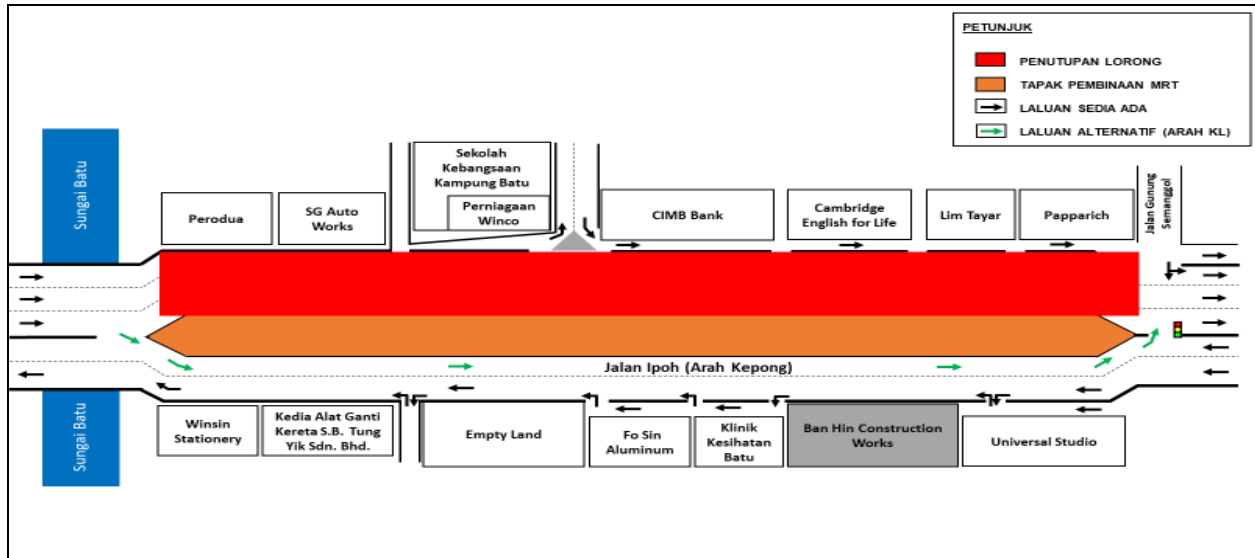 PETUNJUK
PENUTUPAN LORONG
TAPAK PEMBINAAN MRT
LALUAN SEDIA ADA
LALUAN ALTERNATIF (ARAH KL)
Sungai Batu
Perodua
SG Auto
Works
Sekolah
Kebangsaan
Kampung Batu
Perniagaan
Winco
CIMB Bank
Cambridge
English for Life
Lim Tayar
Papparich
Jalan Gunung
Semanggol
Jalan Ipoh (Arah Kepong)
Sungai Batu
Winsin
Stationery
Kedia Alat Ganti
Kereta S.B. Tung
Yik Sdn. Bhd.
Empty Land
Fo Sin
Aluminum
Klinik
Kesihatan
Batu
Ban Hin Construction
Works
Universal Studio